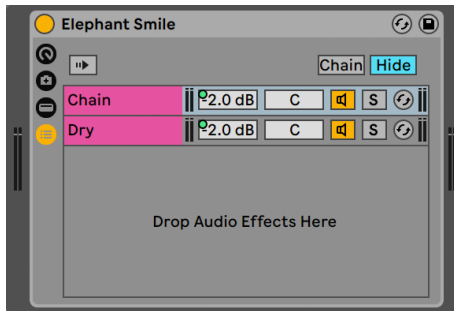 Elephant Smile
Chain Hide
Chain -2.0 dB C S
Dry -2.0 dB C S
Drop Audio Effects Here